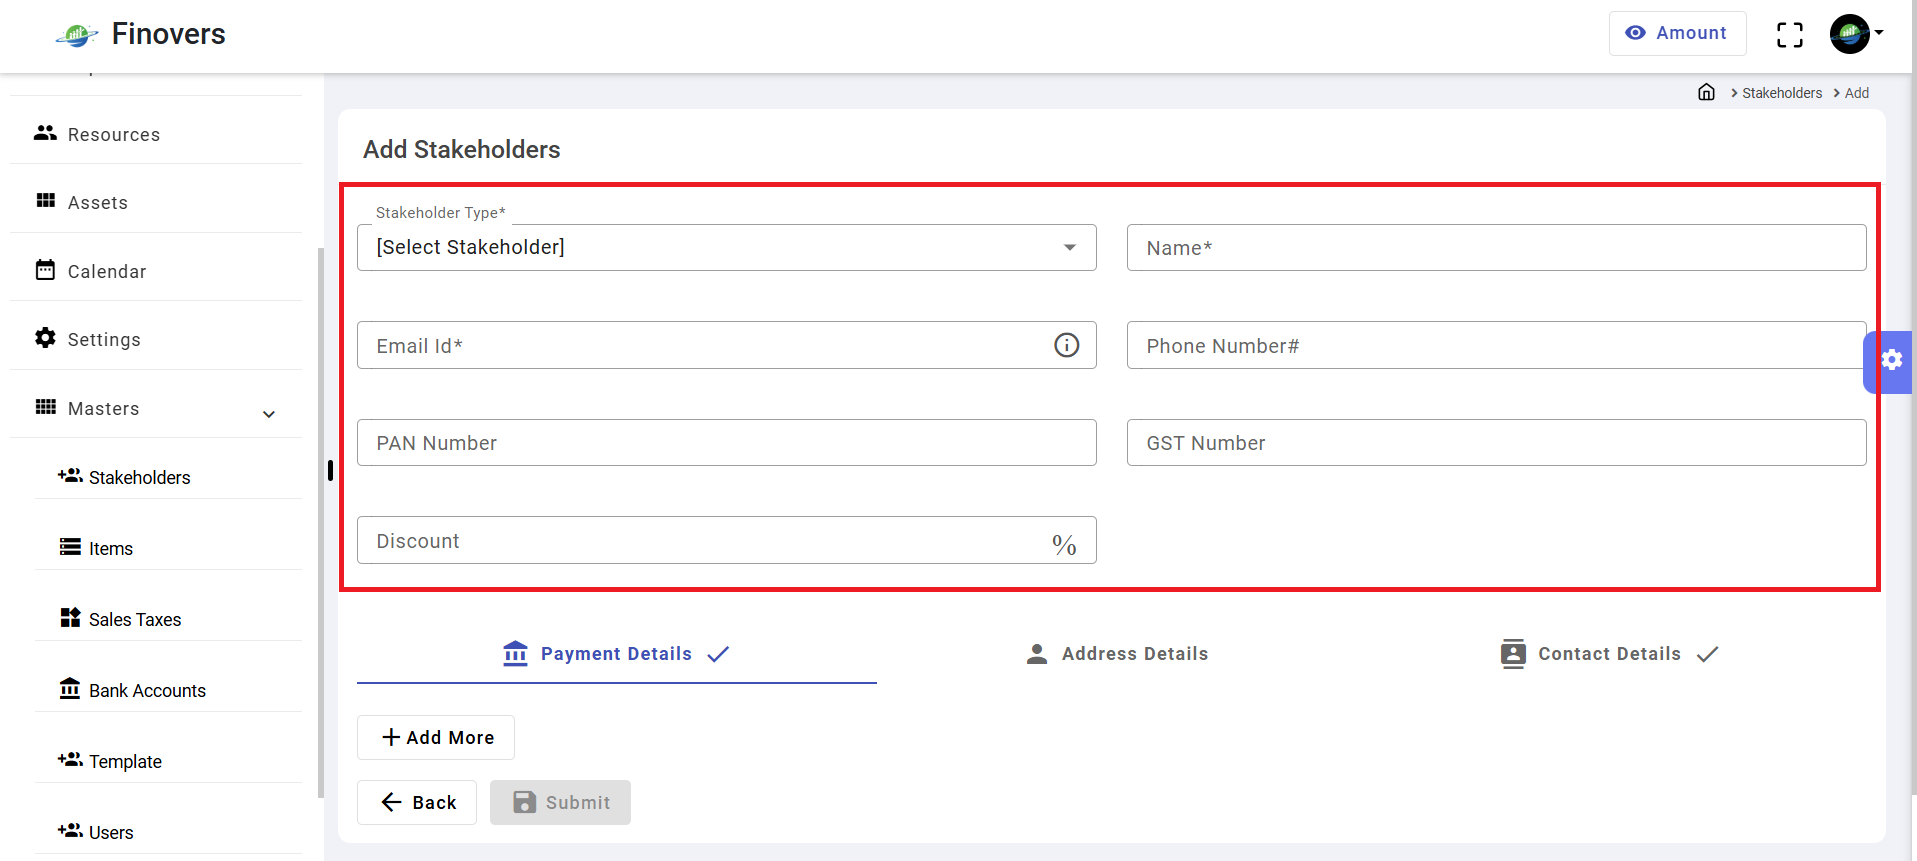 Finovers
Amount
Stakeholders
Add
Resources
Assets
Calendar
Settings
Masters
Stakeholders
Items
Sales Taxes
Bank Accounts
Template
Users
Add Stakeholders
Stakeholder Type*
[Select Stakeholder]
Name*
Email Id*
Phone Number#
PAN Number
GST Number
Discount
%
Payment Details
Address Details
Contact Details
Add More
Back
Submit